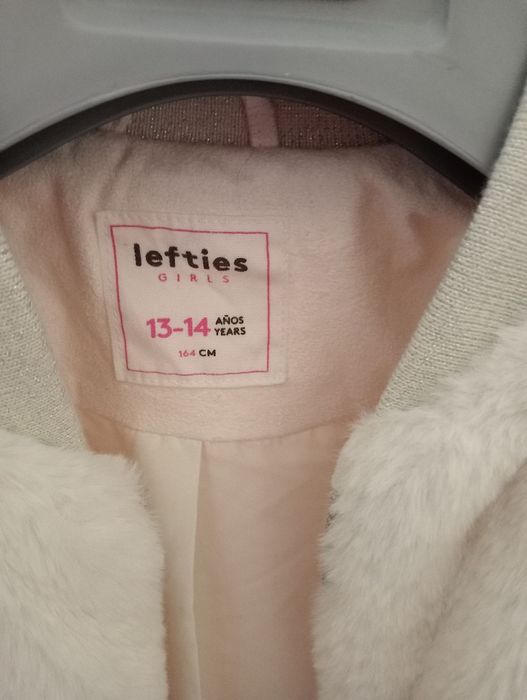 lefties
GIRLS
13-14 AÑOS
YEARS
164 CM